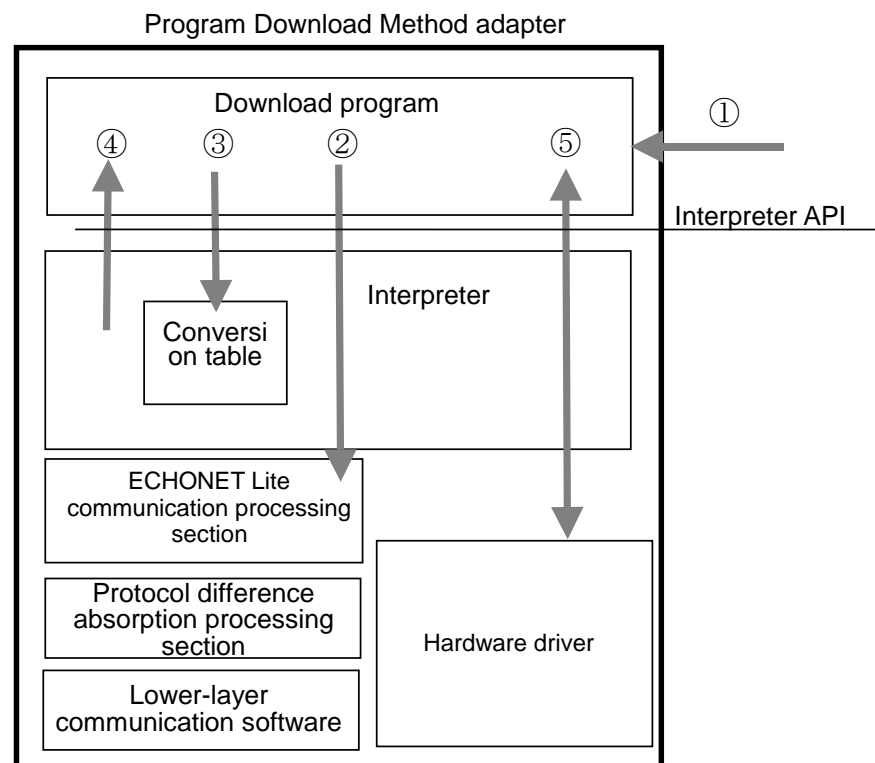 Program Download Method adapter
Download program
①
④ ③ ② ⑤
Interpreter API
Interpreter
Conversi
on table
ECHONET Lite
communication processing
section
Protocol difference
absorption processing
section
Hardware driver
Lower-layer
communication software